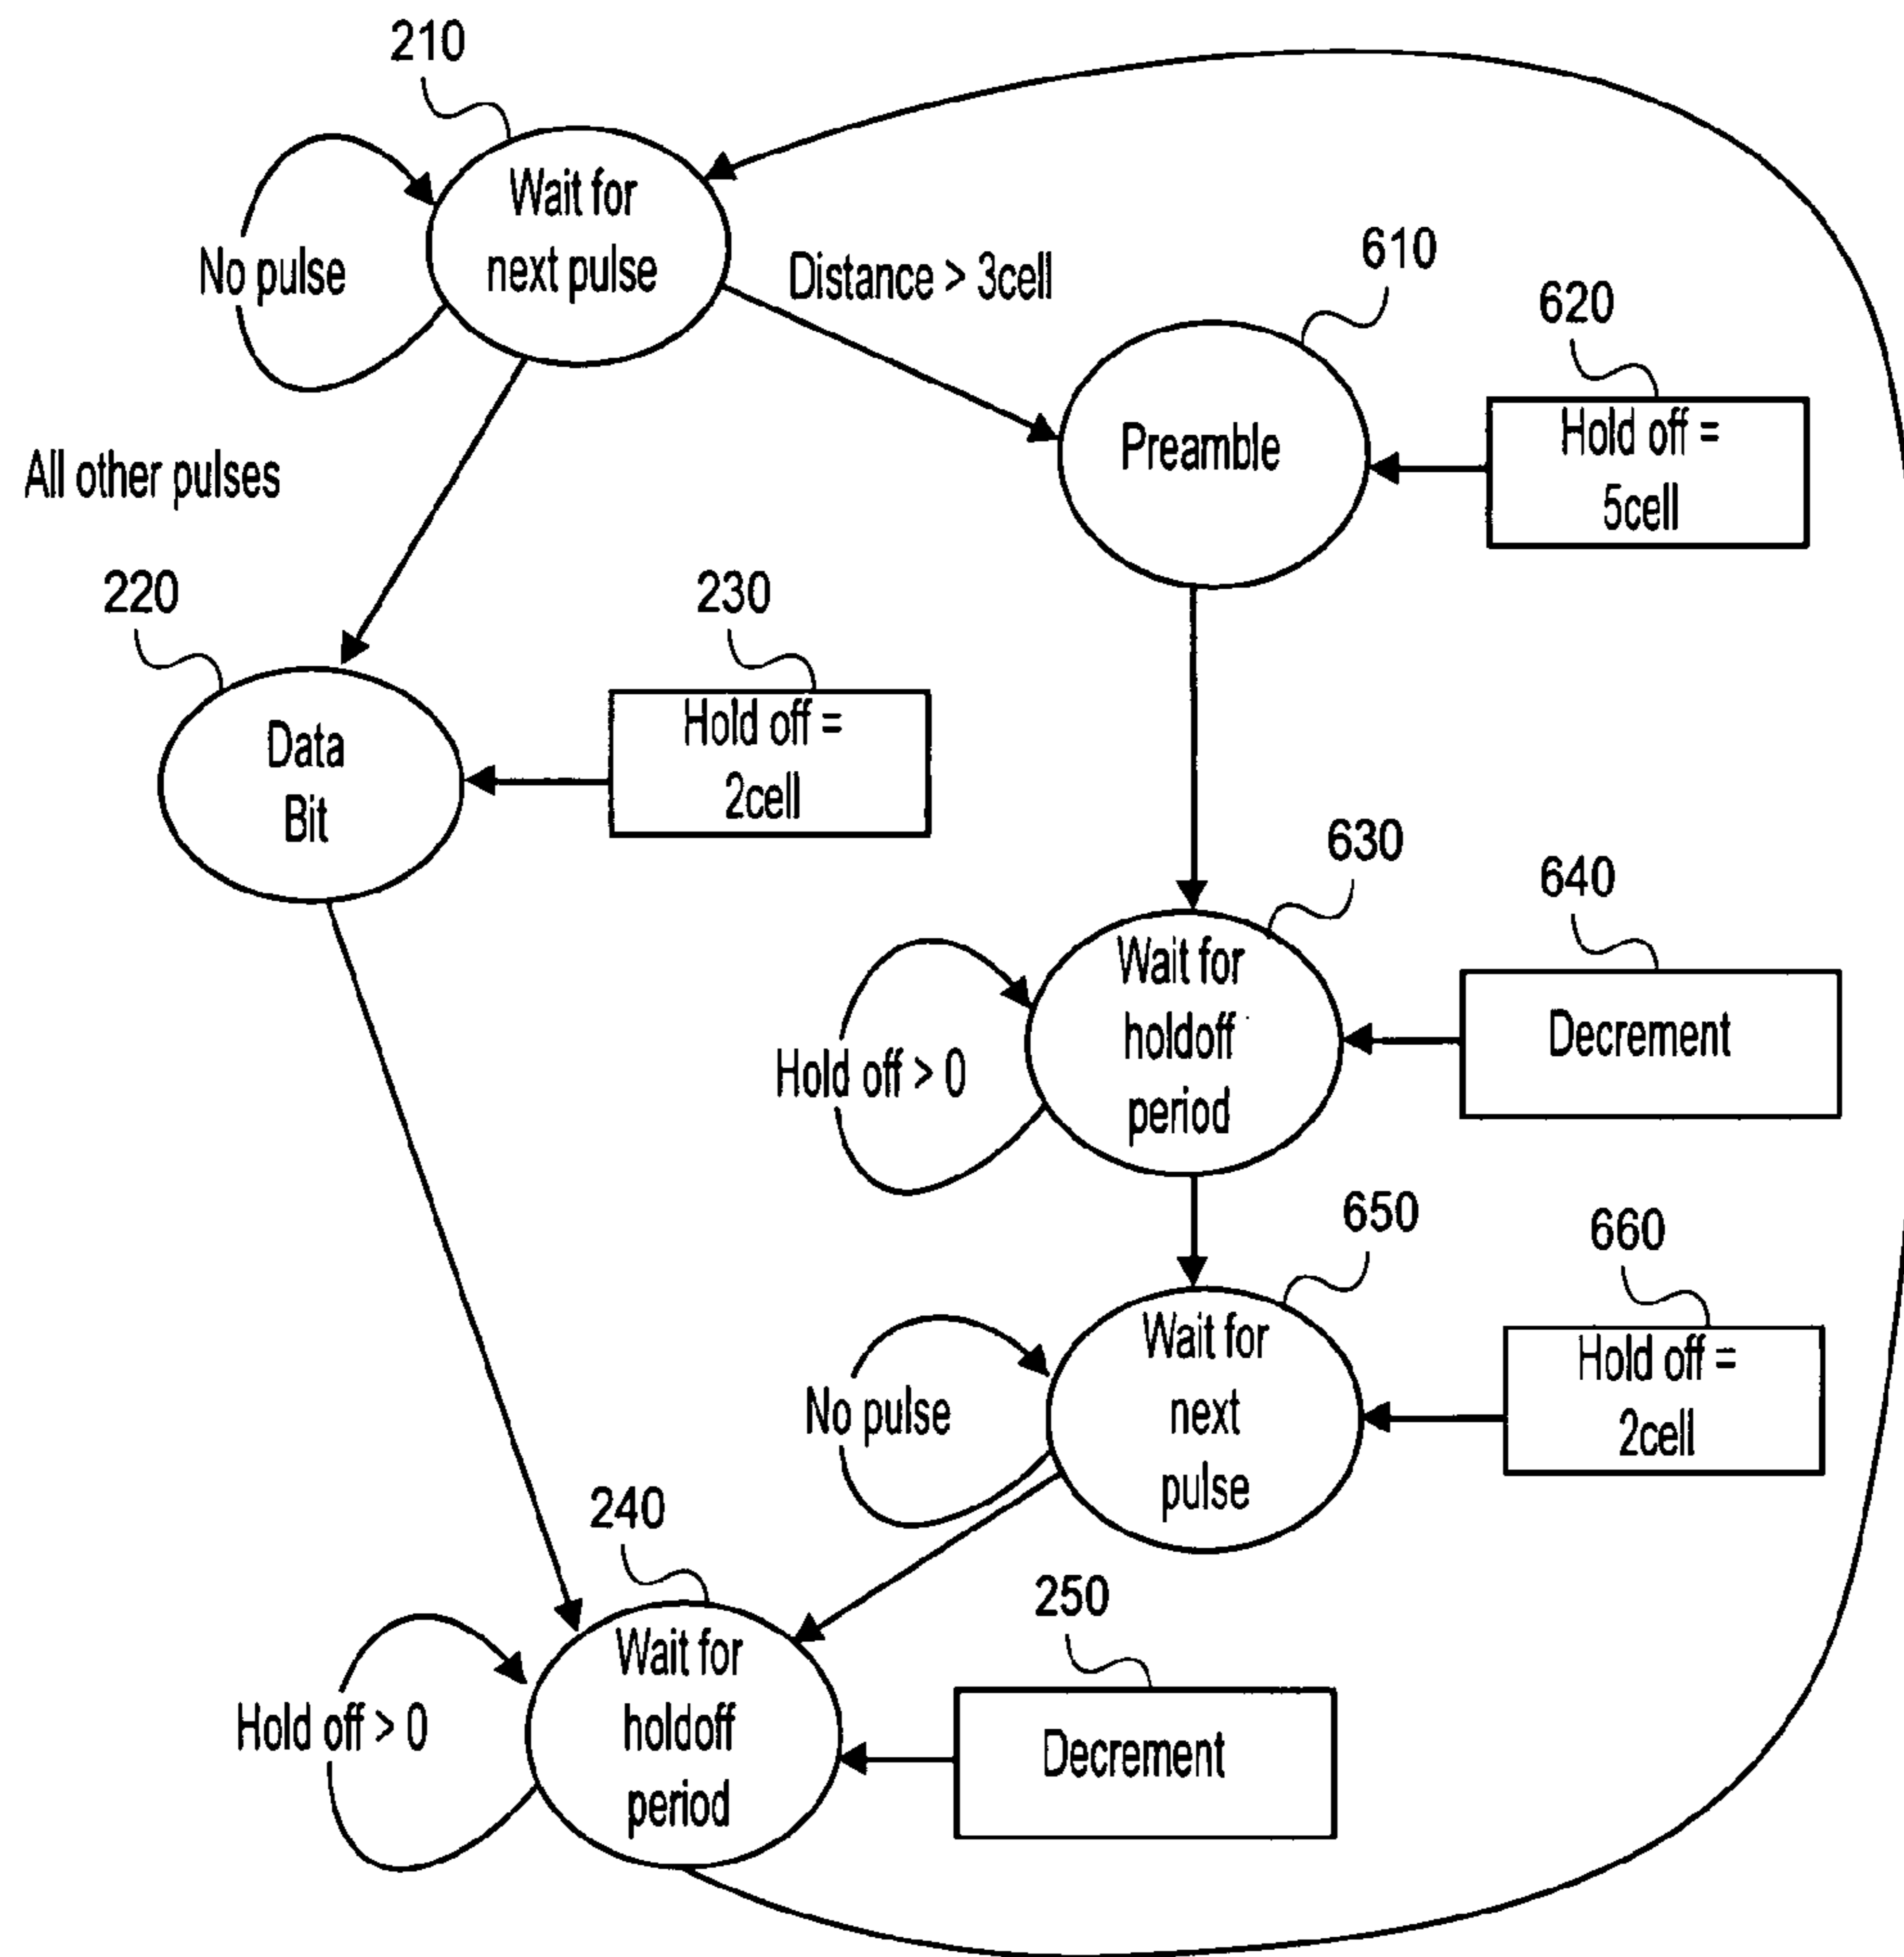 210
Wait for
next pulse
No pulse
Distance > 3cell
610
620
Hold off =
5cell
Preamble
All other pulses
220
230
Hold off =
2cell
Data
Bit
630
640
Wait for
holdoff
period
Decrement
Hold off > 0
650
660
Wait for
next
pulse
Hold off =
2cell
No pulse
240
250
Wait for
holdoff
period
Decrement
Hold off > 0